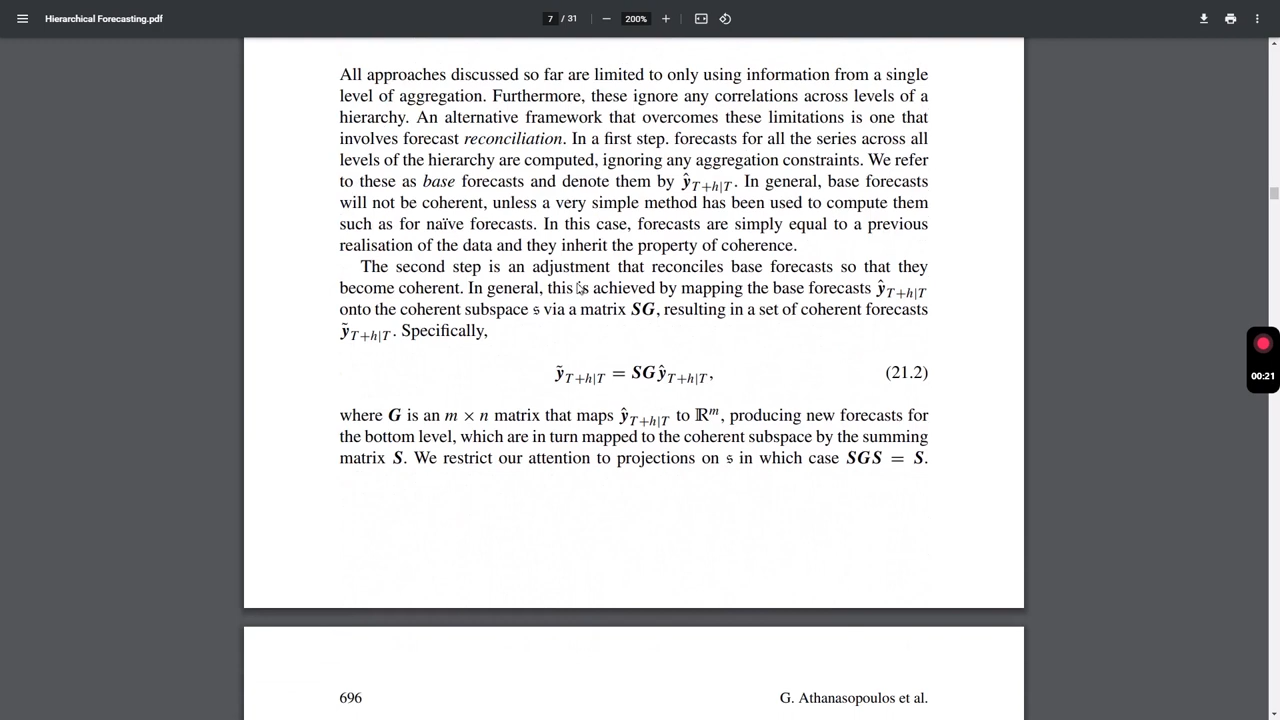 Hierarchical Forecasting.pdf
7 / 31
200%
All approaches discussed so far are limited to only using information from a single
level of aggregation. Furthermore, these ignore any correlations across levels of a
hierarchy. An alternative framework that overcomes these limitations is one that
involves forecast reconciliation. In a first step. forecasts for all the series across all
levels of the hierarchy are computed, ignoring any aggregation constraints. We refer
to these as base forecasts and denote them by ŷ_{T+h|T}. In general, base forecasts
will not be coherent, unless a very simple method has been used to compute them
such as for naïve forecasts. In this case, forecasts are simply equal to a previous
realisation of the data and they inherit the property of coherence.
The second step is an adjustment that reconciles base forecasts so that they
become coherent. In general, this is achieved by mapping the base forecasts ŷ_{T+h|T}
onto the coherent subspace 𝔰 via a matrix SG, resulting in a set of coherent forecasts
ỹ_{T+h|T}. Specifically,
ỹ_{T+h|T} = SGŷ_{T+h|T}, (21.2)
where G is an m × n matrix that maps ŷ_{T+h|T} to ℝ^m, producing new forecasts for
the bottom level, which are in turn mapped to the coherent subspace by the summing
matrix S. We restrict our attention to projections on 𝔰 in which case SGS = S.
00:21
696 G. Athanasopoulos et al.